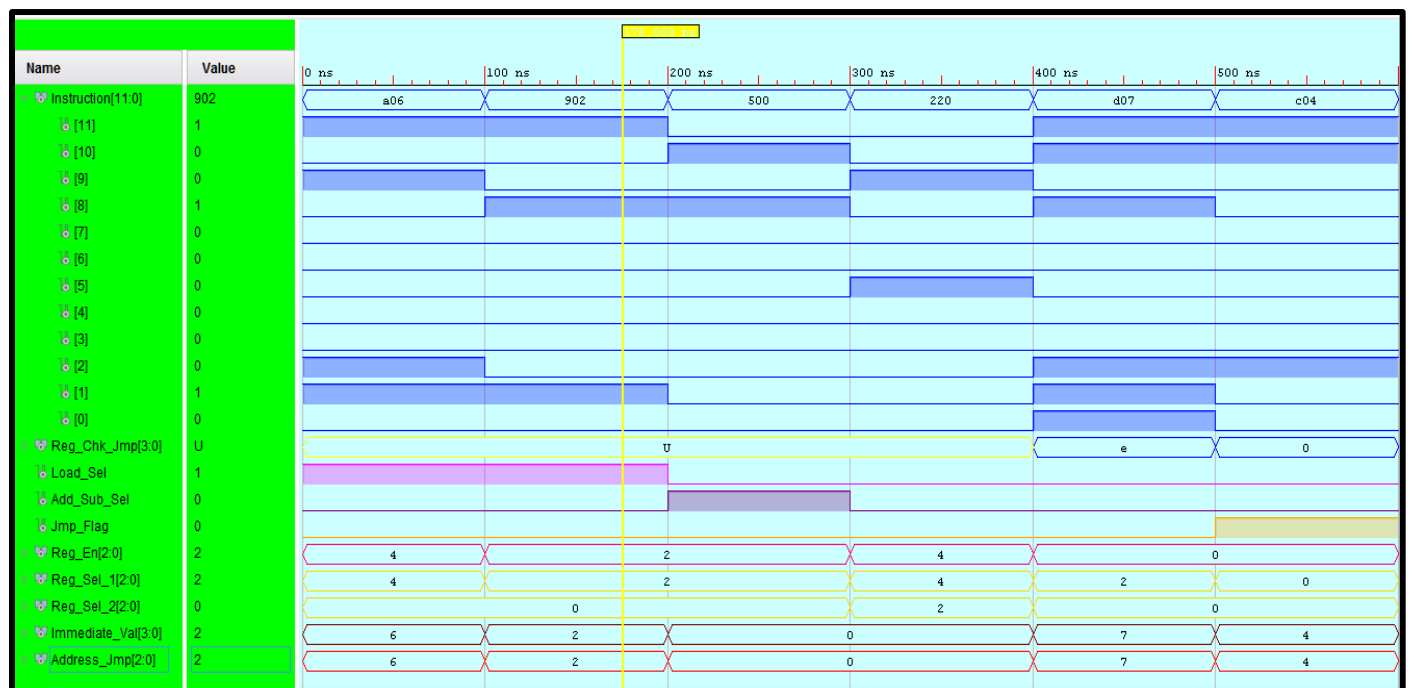 Name Value 0 ns 100 ns 200 ns 300 ns 400 ns 500 ns
Instruction[11:0] 902 a06 902 500 220 d07 c04
[11] 1
[10] 0
[9] 0
[8] 1
[7] 0
[6] 0
[5] 0
[4] 0
[3] 0
[2] 0
[1] 1
[0] 0
Reg_Chk_Jmp[3:0] U U e 0
Load_Sel 1
Add_Sub_Sel 0
Jmp_Flag 0
Reg_En[2:0] 2 4 2 4 0
Reg_Sel_1[2:0] 2 4 2 4 2 0
Reg_Sel_2[2:0] 0 0 2 0
Immediate_Val[3:0] 2 6 2 0 7 4
Address_Jmp[2:0] 2 6 2 0 7 4